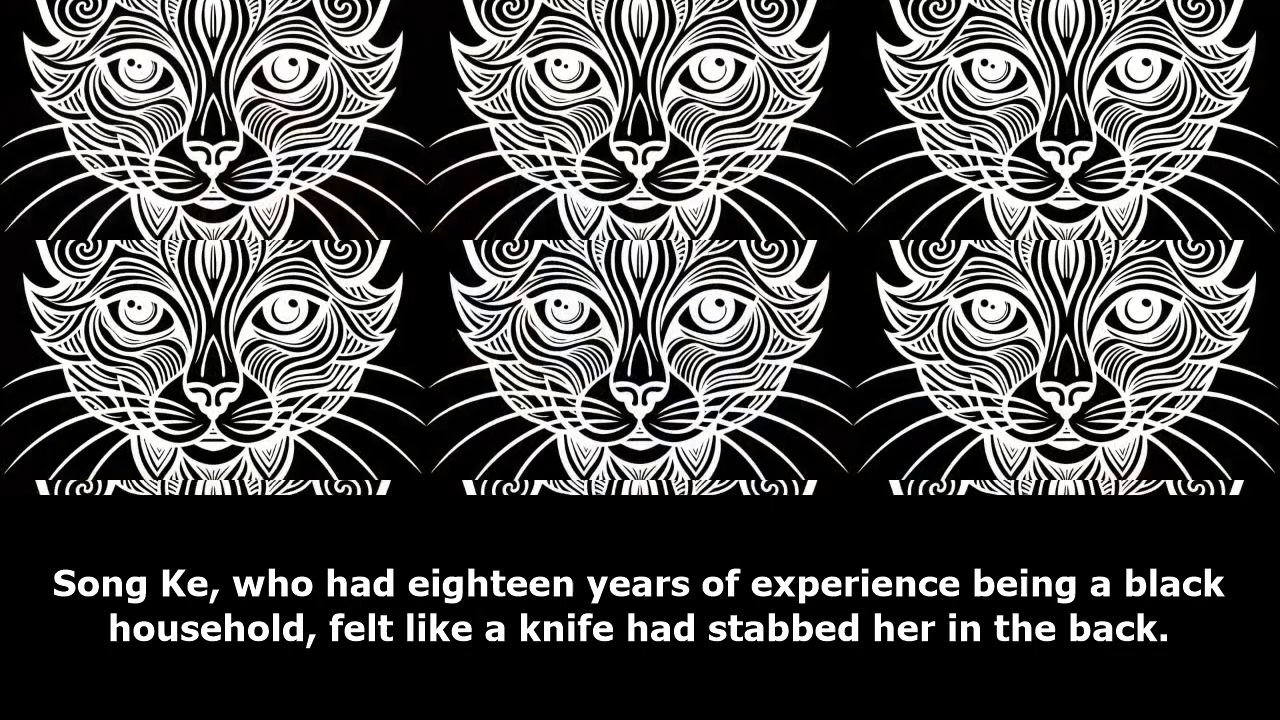 Song Ke, who had eighteen years of experience being a black
household, felt like a knife had stabbed her in the back.